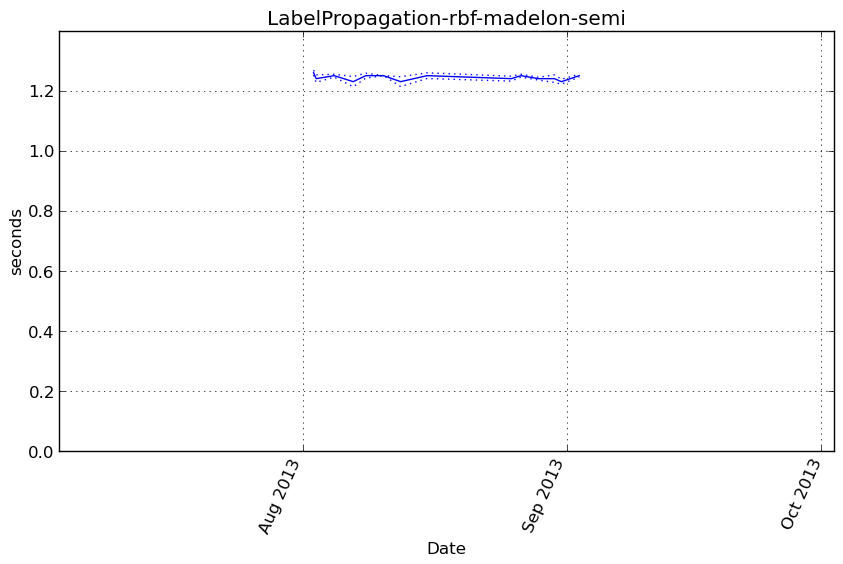 LabelPropagation-rbf-madelon-semi
1.2
1.0
0.8
0.6
0.4
0.2
0.0
seconds
Aug 2013
Sep 2013
Oct 2013
Date